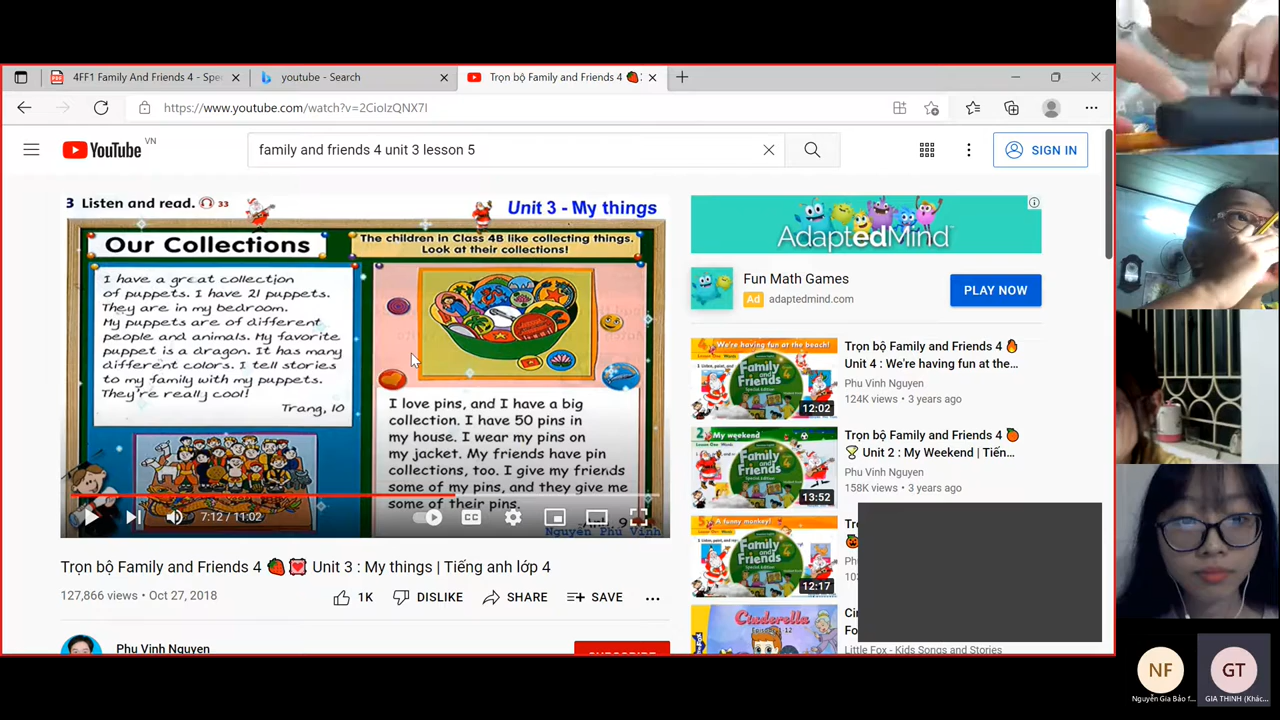 4FF1 Family And Friends 4 - Spe
youtube - Search
Trọn bộ Family and Friends 4
https://www.youtube.com/watch?v=2CioIzQNX7I
YouTube VN
family and friends 4 unit 3 lesson 5
SIGN IN
3 Listen and read. 33
Unit 3 - My things
Our Collections
The children in Class 4B like collecting things.
Look at their collections!
I have a great collection
of puppets. I have 21 puppets.
They are in my bedroom.
My puppets are of different
people and animals. My favorite
puppet is a dragon. It has many
different colors. I tell stories
to my family with my puppets.
They're really cool!
Trang, 10
I love pins, and I have a big
collection. I have 50 pins in
my house. I wear my pins on
my jacket. My friends have pin
collections, too. I give my friends
some of my pins, and they give me
some of their pins.
7:12 / 11:02
CC
Nguyen Phu Vinh
Trọn bộ Family and Friends 4 Unit 3 : My things | Tiếng anh lớp 4
127,866 views • Oct 27, 2018
1K
DISLIKE
SHARE
SAVE
Phu Vinh Nguyen
AdaptedMind
Fun Math Games
Ad adaptedmind.com
PLAY NOW
We're having fun at the beach!
Family and Friends
12:02
Trọn bộ Family and Friends 4
Unit 4 : We're having fun at the…
Phu Vinh Nguyen
124K views • 3 years ago
My weekend
Family and Friends
13:52
Trọn bộ Family and Friends 4
Unit 2 : My Weekend | Tiến…
Phu Vinh Nguyen
158K views • 3 years ago
A funny monkey!
Family and Friends
12:17
Cinderella
Little Fox - Kids Songs and Stories
NF
Nguyễn Gia Bảo f...
GT
GIA THINH (Khác...